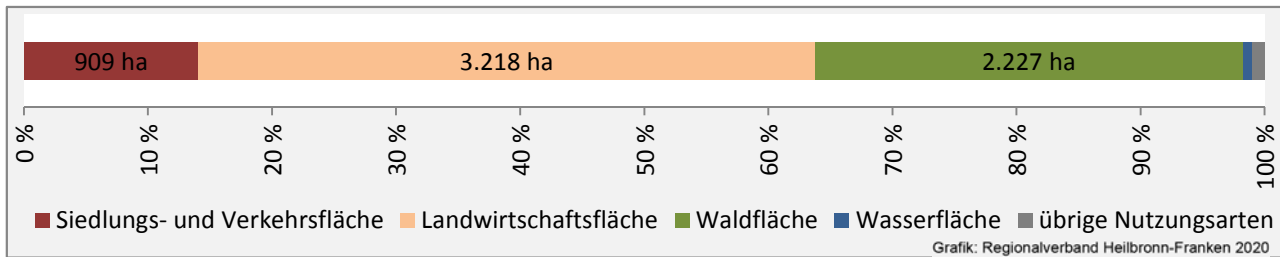 909 ha 3.218 ha 2.227 ha
0 % 10 % 20 % 30 % 40 % 50 % 60 % 70 % 80 % 90 % 100 %
Siedlungs- und Verkehrsfläche Landwirtschaftsfläche Waldfläche Wasserfläche übrige Nutzungsarten
Grafik: Regionalverband Heilbronn-Franken 2020